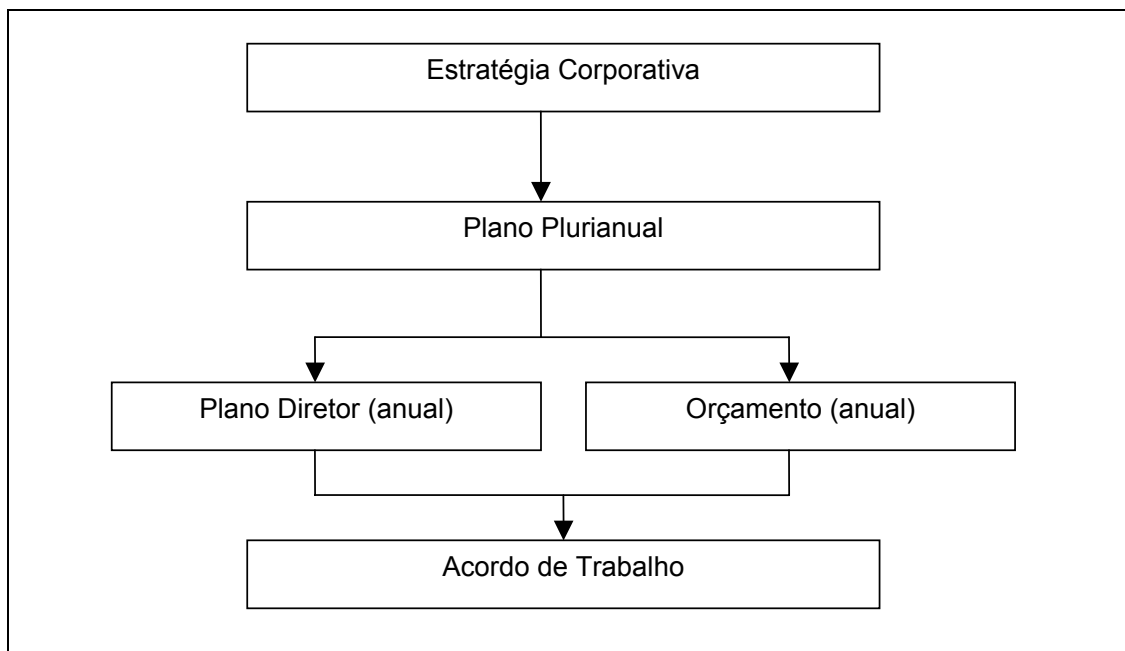 Estratégia Corporativa
Plano Plurianual
Plano Diretor (anual)
Orçamento (anual)
Acordo de Trabalho